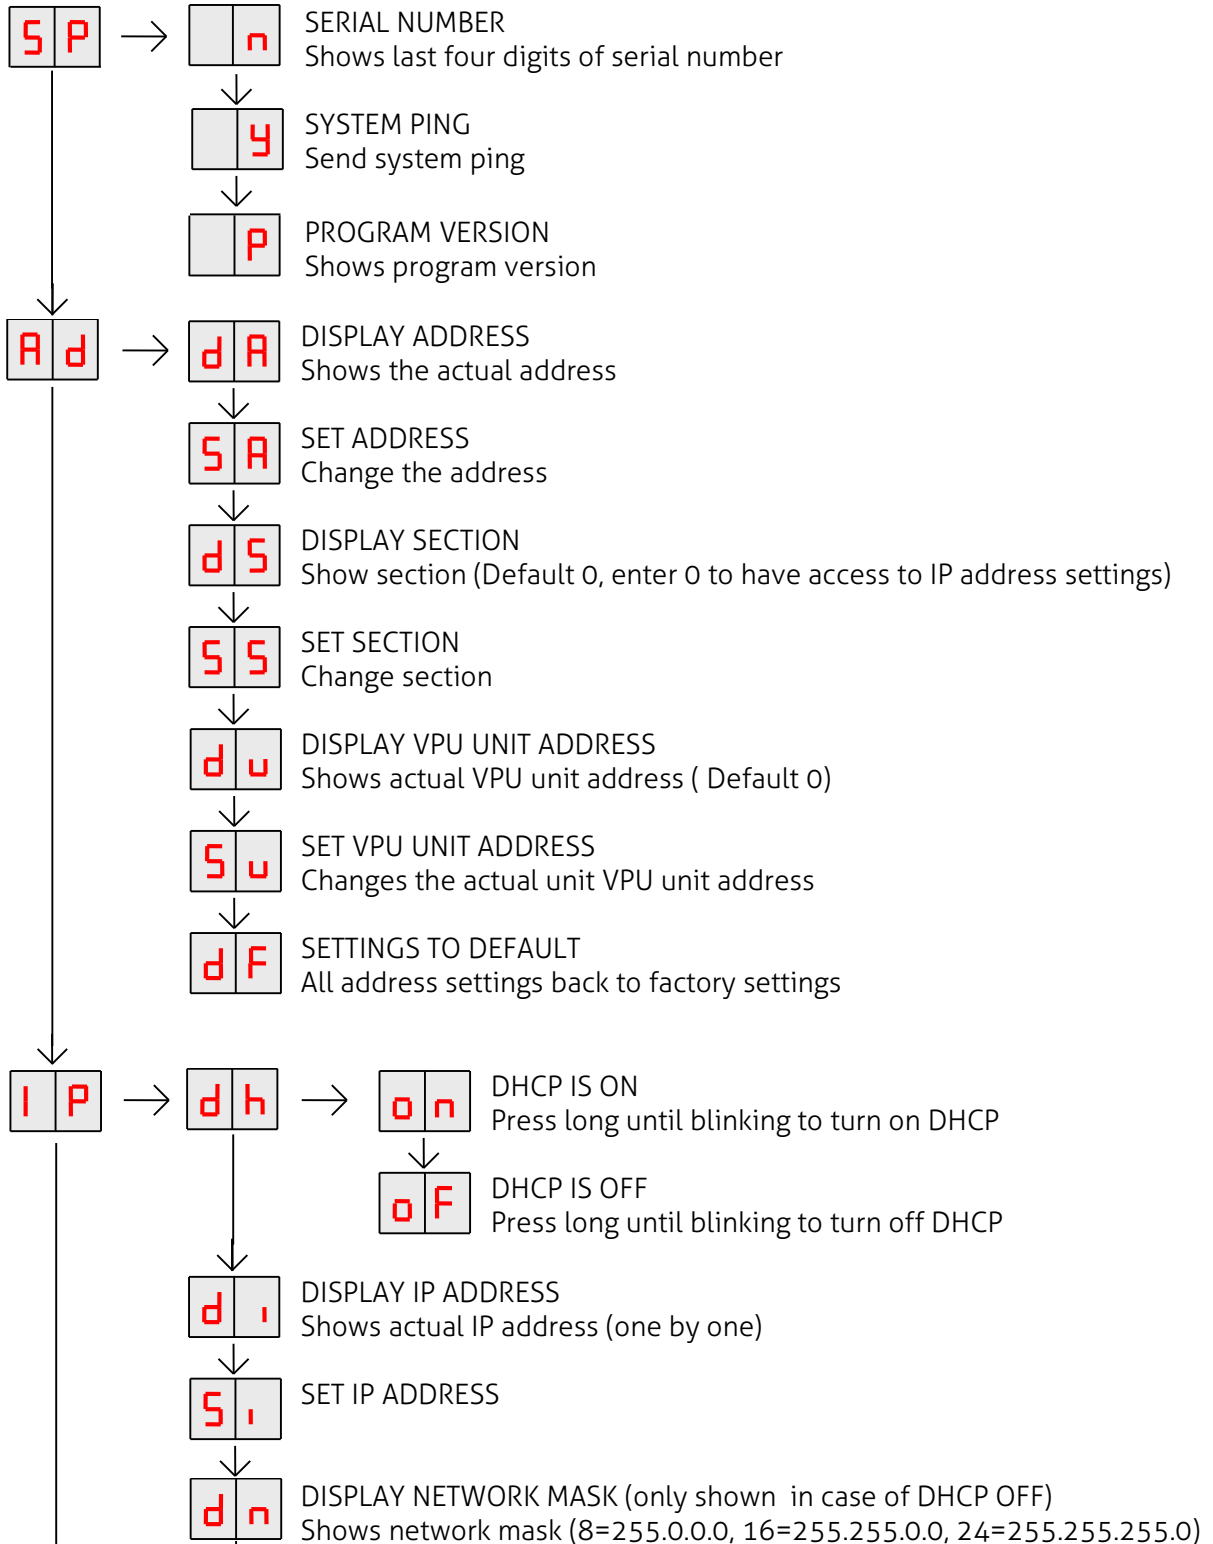 SP
n
SERIAL NUMBER
Shows last four digits of serial number
y
SYSTEM PING
Send system ping
P
PROGRAM VERSION
Shows program version
Ad
dA
DISPLAY ADDRESS
Shows the actual address
SA
SET ADDRESS
Change the address
dS
DISPLAY SECTION
Show section (Default 0, enter 0 to have access to IP address settings)
SS
SET SECTION
Change section
du
DISPLAY VPU UNIT ADDRESS
Shows actual VPU unit address ( Default 0)
Su
SET VPU UNIT ADDRESS
Changes the actual unit VPU unit address
dF
SETTINGS TO DEFAULT
All address settings back to factory settings
IP
dh
on
DHCP IS ON
Press long until blinking to turn on DHCP
oF
DHCP IS OFF
Press long until blinking to turn off DHCP
di
DISPLAY IP ADDRESS
Shows actual IP address (one by one)
Si
SET IP ADDRESS
dn
DISPLAY NETWORK MASK (only shown  in case of DHCP OFF)
Shows network mask (8=255.0.0.0, 16=255.255.0.0, 24=255.255.255.0)